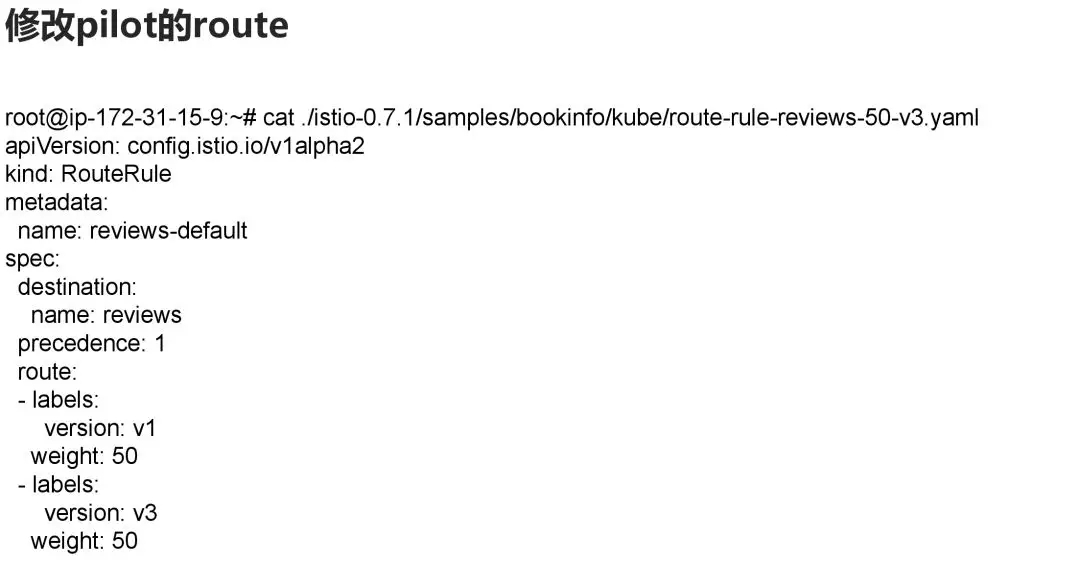 修改pilot的route
root@ip-172-31-15-9:~# cat ./istio-0.7.1/samples/bookinfo/kube/route-rule-reviews-50-v3.yaml
apiVersion: config.istio.io/v1alpha2
kind: RouteRule
metadata:
  name: reviews-default
spec:
  destination:
    name: reviews
  precedence: 1
  route:
  - labels:
      version: v1
    weight: 50
  - labels:
      version: v3
    weight: 50